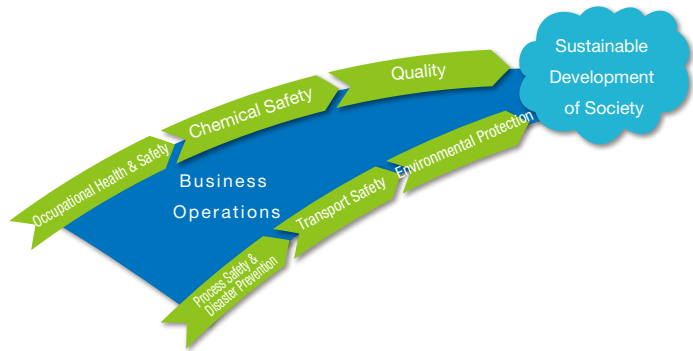 Sustainable
Development
of Society
Quality
Chemical Safety
Occupational Health & Safety
Business
Operations
Environmental Protection
Transport Safety
Process Safety &
Disaster Prevention